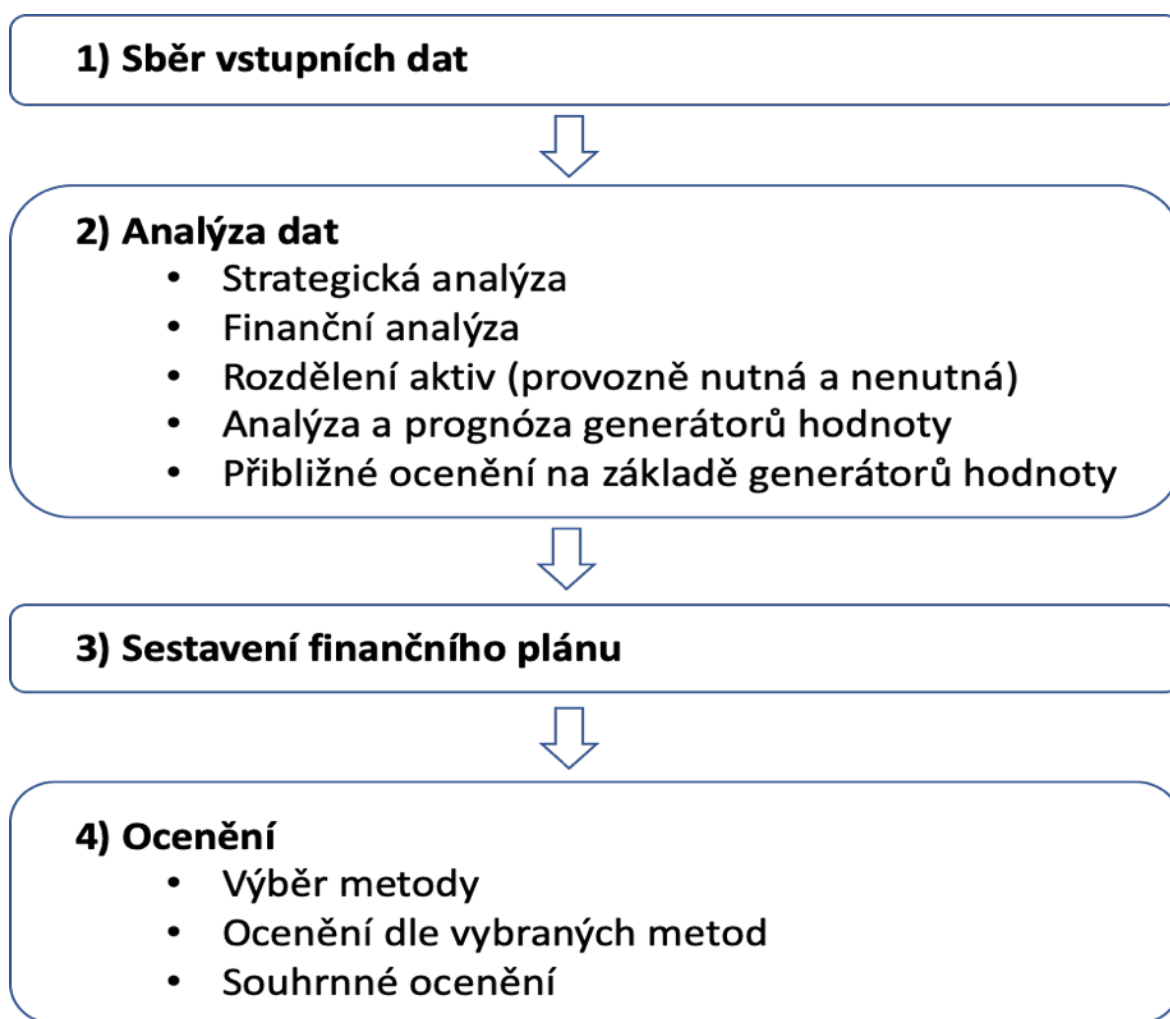 1) Sběr vstupních dat
2) Analýza dat
• Strategická analýza
• Finanční analýza
• Rozdělení aktiv (provozně nutná a nenutná)
• Analýza a prognóza generátorů hodnoty
• Přibližné ocenění na základě generátorů hodnoty
3) Sestavení finančního plánu
4) Ocenění
• Výběr metody
• Ocenění dle vybraných metod
• Souhrnné ocenění